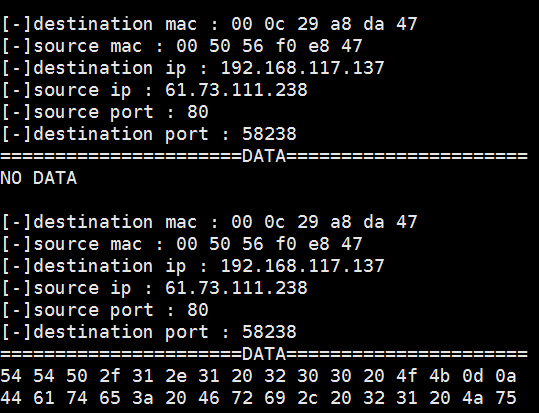 [-]destination mac : 00 0c 29 a8 da 47
[-]source mac : 00 50 56 f0 e8 47
[-]destination ip : 192.168.117.137
[-]source ip : 61.73.111.238
[-]source port : 80
[-]destination port : 58238
======================DATA======================
NO DATA
[-]destination mac : 00 0c 29 a8 da 47
[-]source mac : 00 50 56 f0 e8 47
[-]destination ip : 192.168.117.137
[-]source ip : 61.73.111.238
[-]source port : 80
[-]destination port : 58238
======================DATA======================
54 54 50 2f 31 2e 31 20 32 30 30 20 4f 4b 0d 0a
44 61 74 65 3a 20 46 72 69 2c 20 32 31 20 4a 75